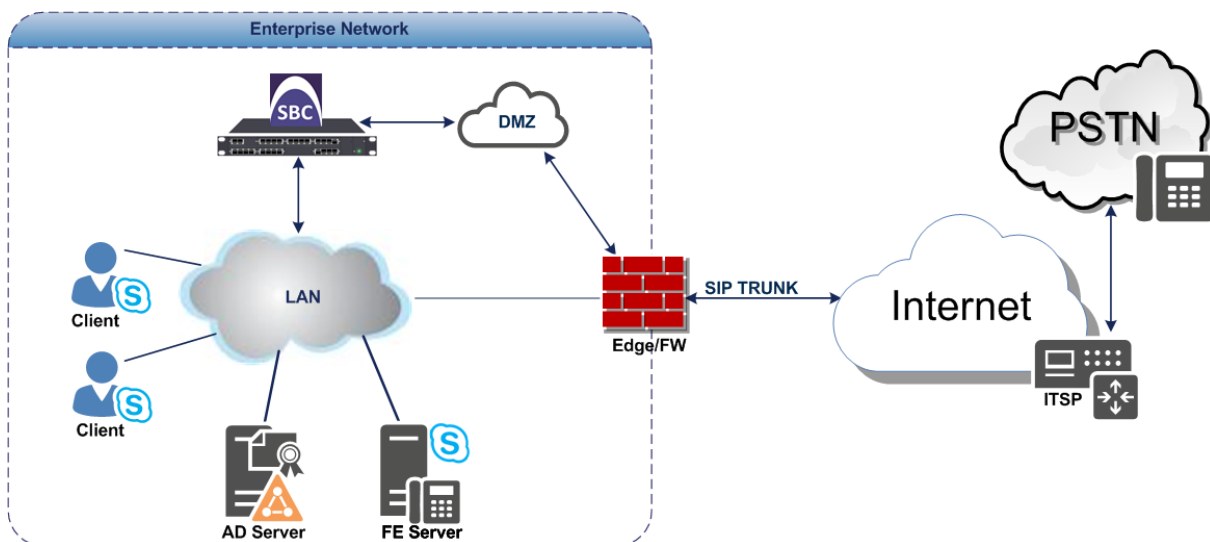 Enterprise Network
SBC
DMZ
PSTN
LAN
SIP TRUNK
Internet
Client
S
Edge/FW
Client
S
ITSP
S
AD Server
FE Server